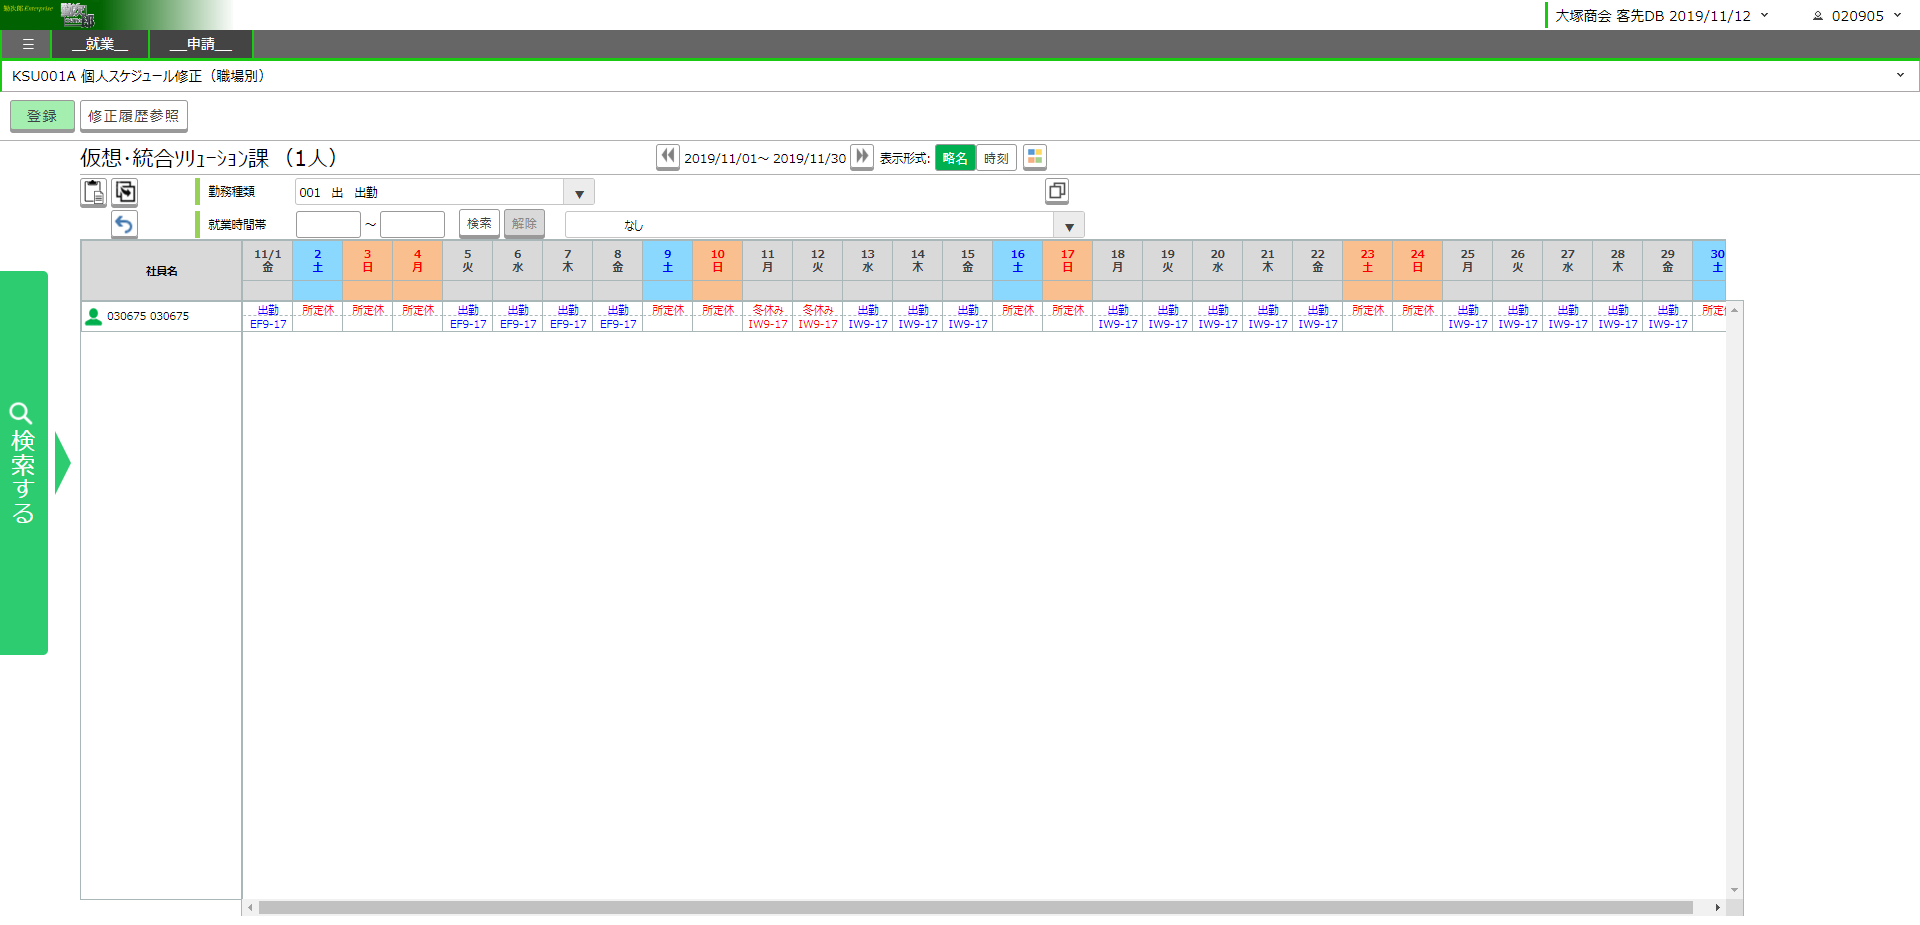 勤次郎Enterprise
大塚商会 客先DB 2019/11/12
020905
__就業__
__申請__
KSU001A 個人スケジュール修正（職場別）
登録
修正履歴参照
仮想・統合ｿﾘｭｰｼｮﾝ課 （1人）
2019/11/01～ 2019/11/30
表示形式:
略名
時刻
勤務種類
001 出 出勤
就業時間帯
～
検索
解除
なし
社員名
11/1 2 3 4 5 6 7 8 9 10 11 12 13 14 15 16 17 18 19 20 21 22 23 24 25 26 27 28 29 30
金 土 日 月 火 水 木 金 土 日 月 火 水 木 金 土 日 月 火 水 木 金 土 日 月 火 水 木 金 土
030675 030675
出勤 所定休 所定休 所定休 出勤 出勤 出勤 出勤 所定休 所定休 冬休み 冬休み 出勤 出勤 出勤 所定休 所定休 出勤 出勤 出勤 出勤 出勤 所定休 所定休 出勤 出勤 出勤 出勤 出勤 所定
EF9-17 EF9-17 EF9-17 EF9-17 EF9-17 IW9-17 IW9-17 IW9-17 IW9-17 IW9-17 IW9-17 IW9-17 IW9-17 IW9-17 IW9-17 IW9-17 IW9-17 IW9-17 IW9-17 IW9-17
検索する